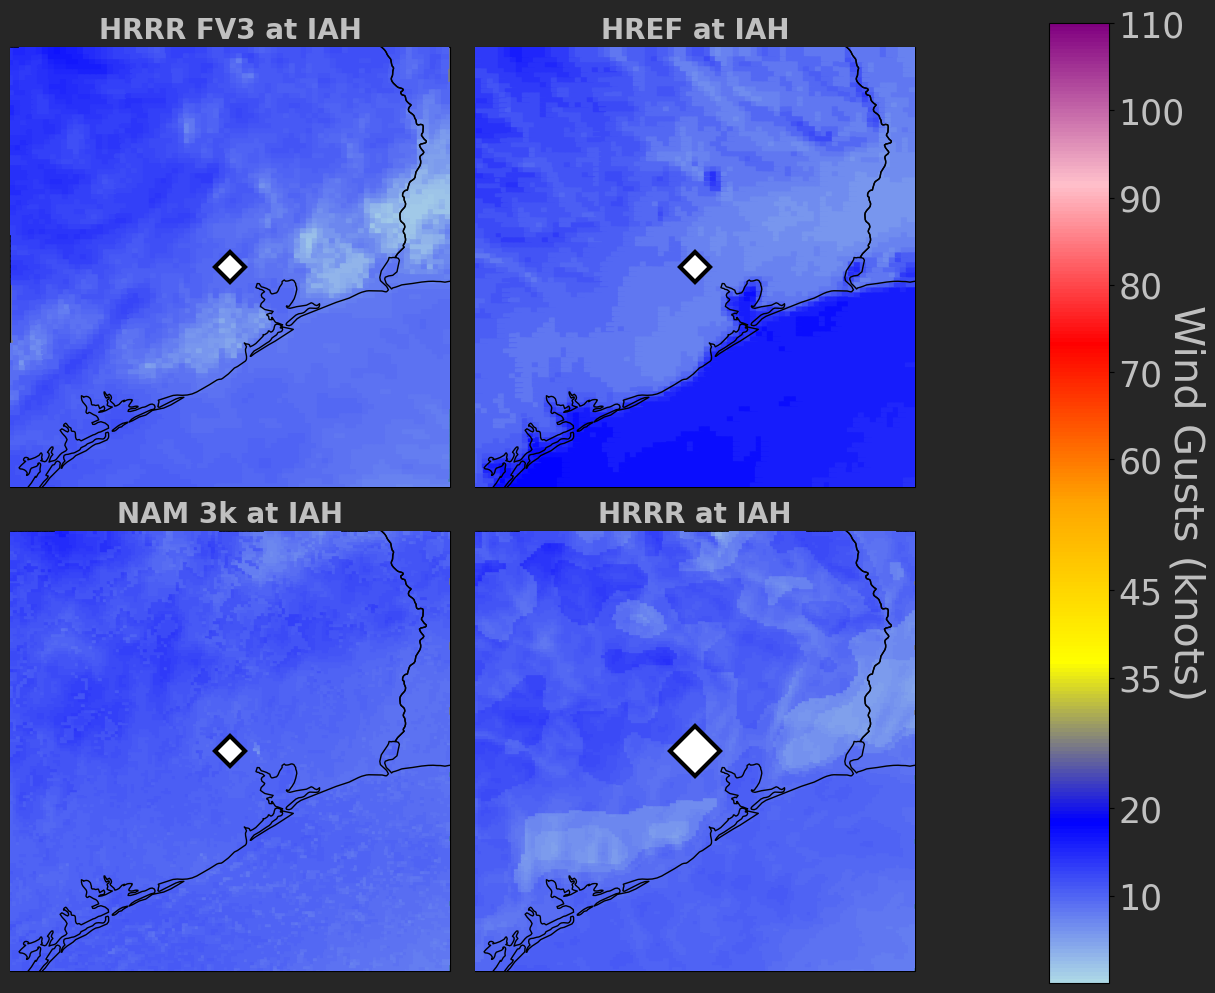 HRRR FV3 at IAH
HREF at IAH
NAM 3k at IAH
HRRR at IAH
110
100
90
80
70
60
45
35
20
10
Wind Gusts (knots)